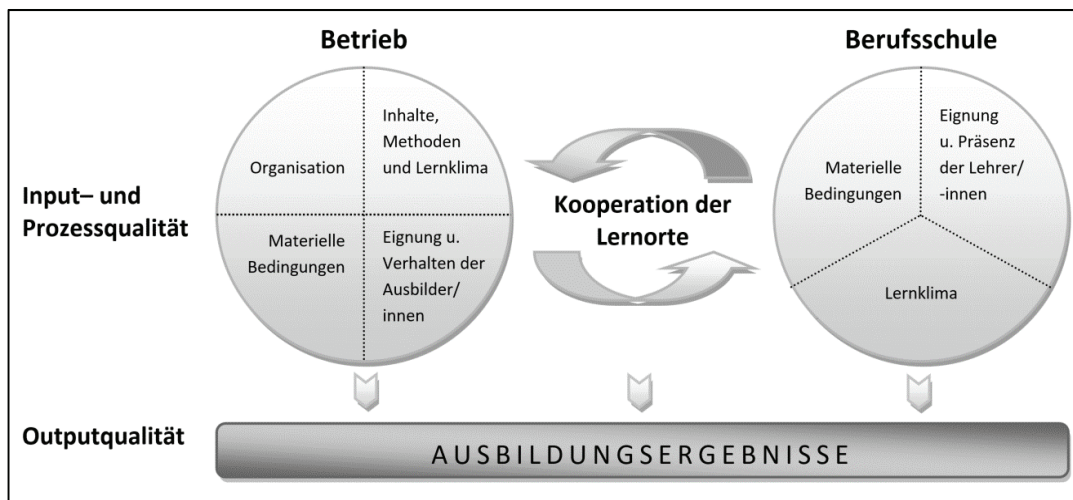 Betrieb
Berufsschule
Input– und
Prozessqualität
Organisation
Inhalte,
Methoden
und Lernklima
Materielle
Bedingungen
Eignung u.
Verhalten der
Ausbilder/
innen
Kooperation der
Lernorte
Materielle
Bedingungen
Eignung
u. Präsenz
der Lehrer/
-innen
Lernklima
Outputqualität
AUSBILDUNGSERGEBNISSE